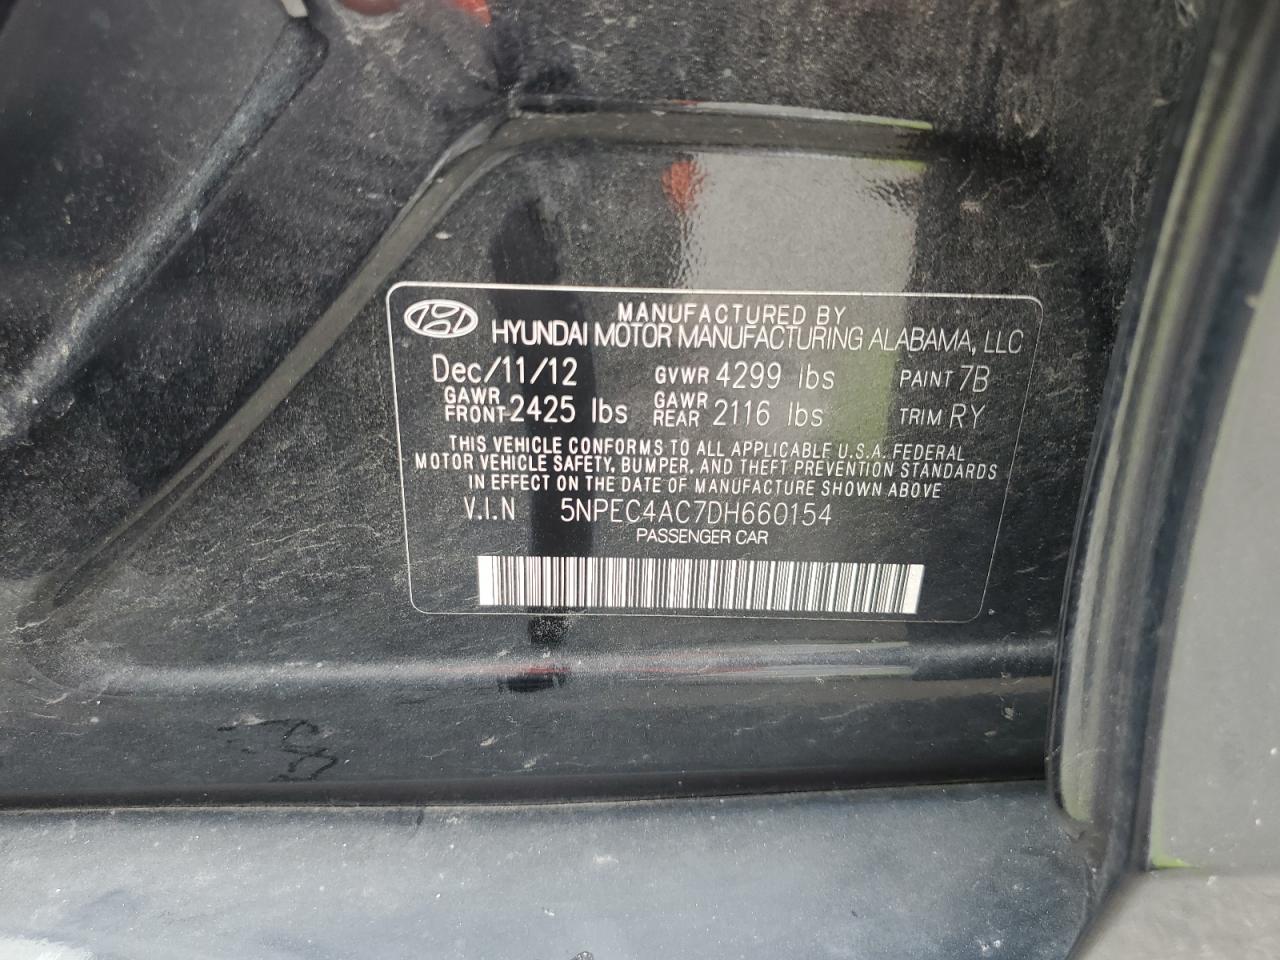 MANUFACTURED BY
HYUNDAI MOTOR MANUFACTURING ALABAMA, LLC
Dec/11/12 GVWR 4299 lbs PAINT 7B
GAWR FRONT 2425 lbs GAWR REAR 2116 lbs TRIM RY
THIS VEHICLE CONFORMS TO ALL APPLICABLE U.S.A. FEDERAL
MOTOR VEHICLE SAFETY, BUMPER, AND THEFT PREVENTION STANDARDS
IN EFFECT ON THE DATE OF MANUFACTURE SHOWN ABOVE
V.I.N 5NPEC4AC7DH660154
PASSENGER CAR